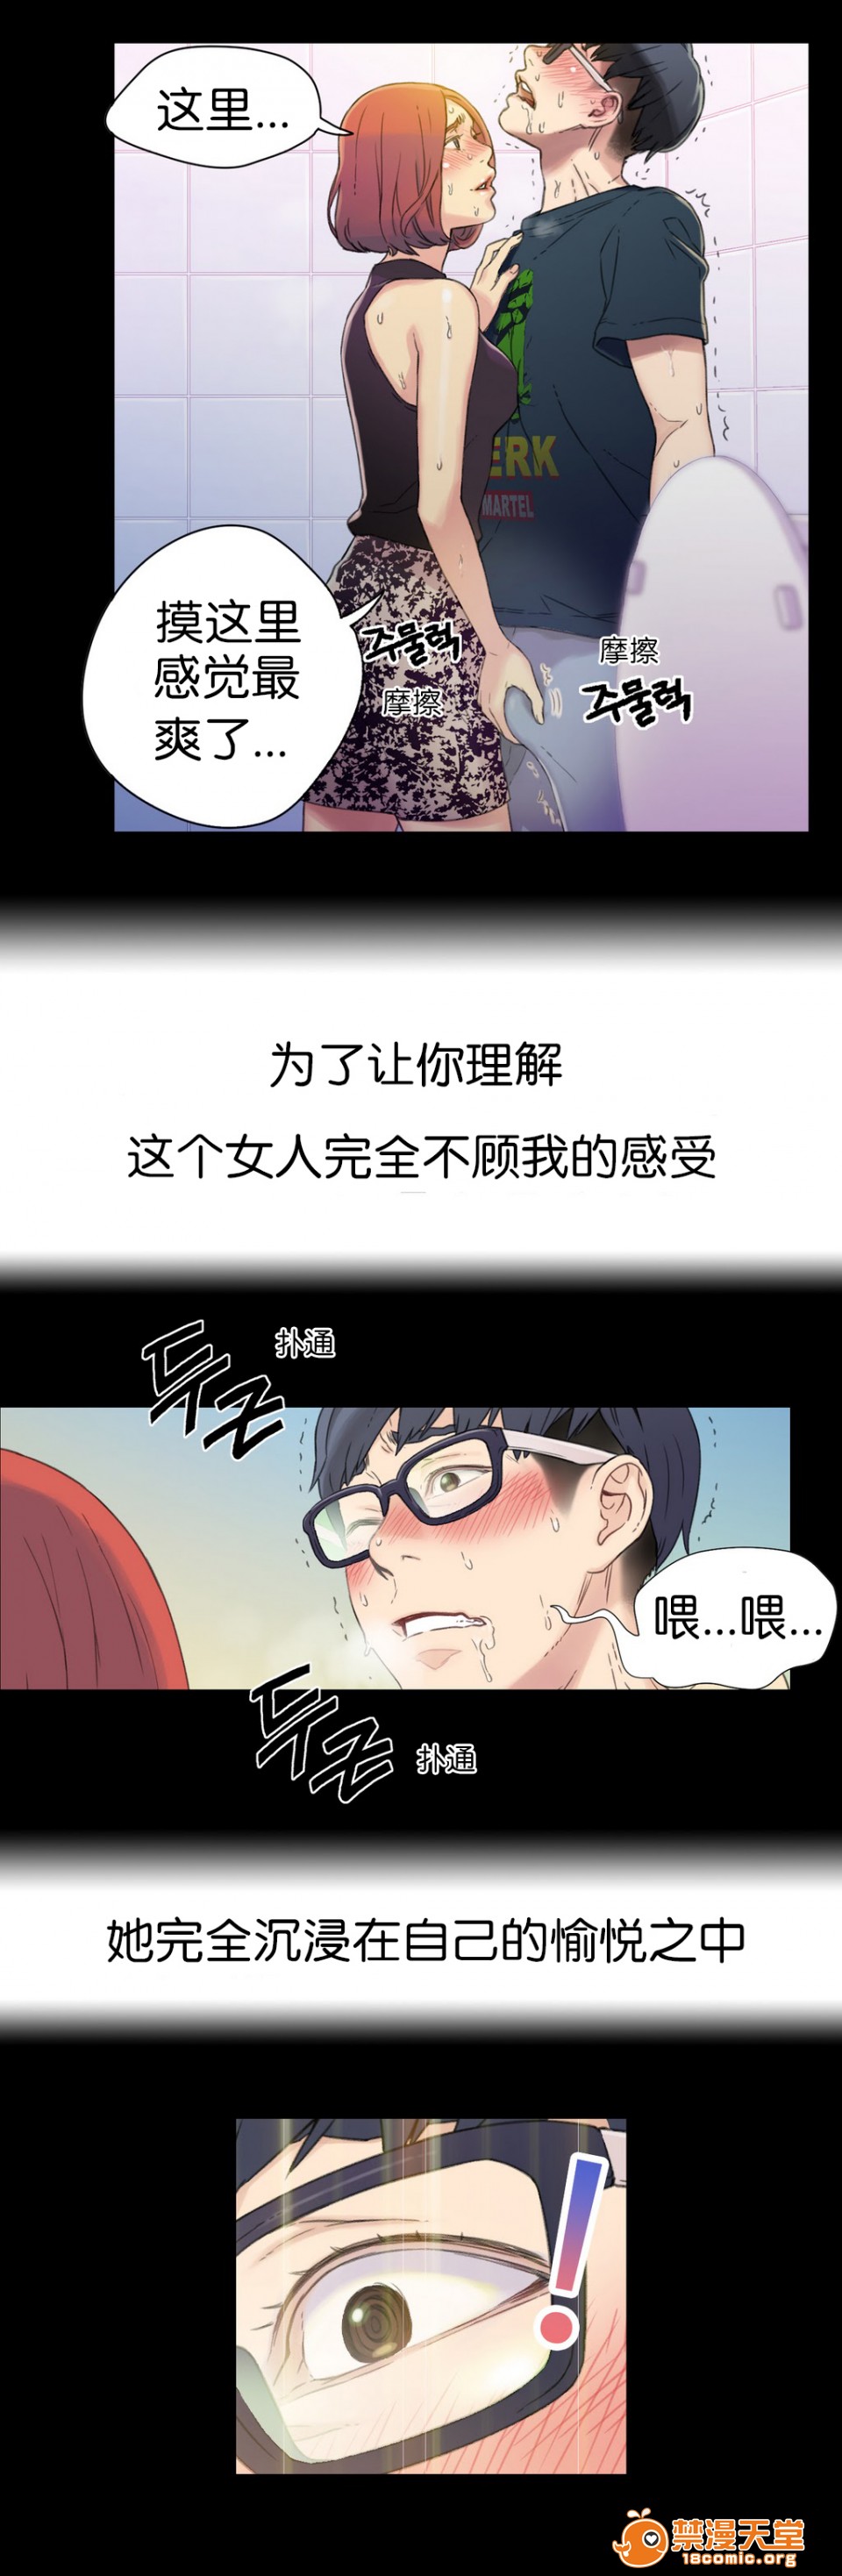 这里...
ERK
MARTEL
摸这里
感觉最
爽了...
주물럭
摩擦
摩擦
주물럭
为了让你理解
这个女人完全不顾我的感受
두근
扑通
喂...喂...
두근
扑通
她完全沉浸在自己的愉悦之中
!
禁漫天堂
18comic.org